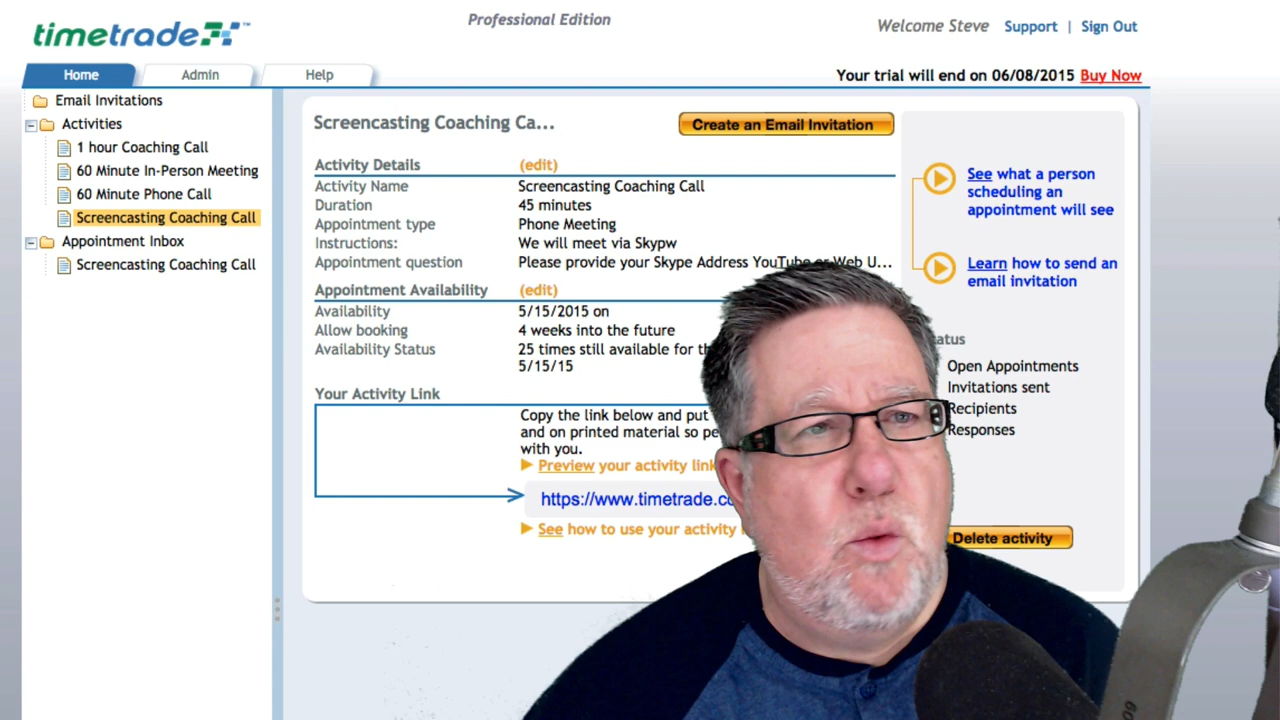 timetrade™
Professional Edition
Welcome Steve Support | Sign Out
Home Admin Help
Your trial will end on 06/08/2015 Buy Now
Email Invitations
Activities
1 hour Coaching Call
60 Minute In-Person Meeting
60 Minute Phone Call
Screencasting Coaching Call
Appointment Inbox
Screencasting Coaching Call
Screencasting Coaching Ca...
Create an Email Invitation
Activity Details (edit)
Activity Name Screencasting Coaching Call
Duration 45 minutes
Appointment type Phone Meeting
Instructions: We will meet via Skypw
Appointment question Please provide your Skype Address YouTube or Web U...
Appointment Availability (edit)
Availability 5/15/2015 on
Allow booking 4 weeks into the future
Availability Status 25 times still available for
5/15/15
Your Activity Link
Copy the link below and put
and on printed material so
with you.
Preview your activity link
https://www.timetrade.co
See how to use your activity
See what a person
scheduling an
appointment will see
Learn how to send an
email invitation
Open Appointments
Invitations sent
Recipients
Responses
Delete activity